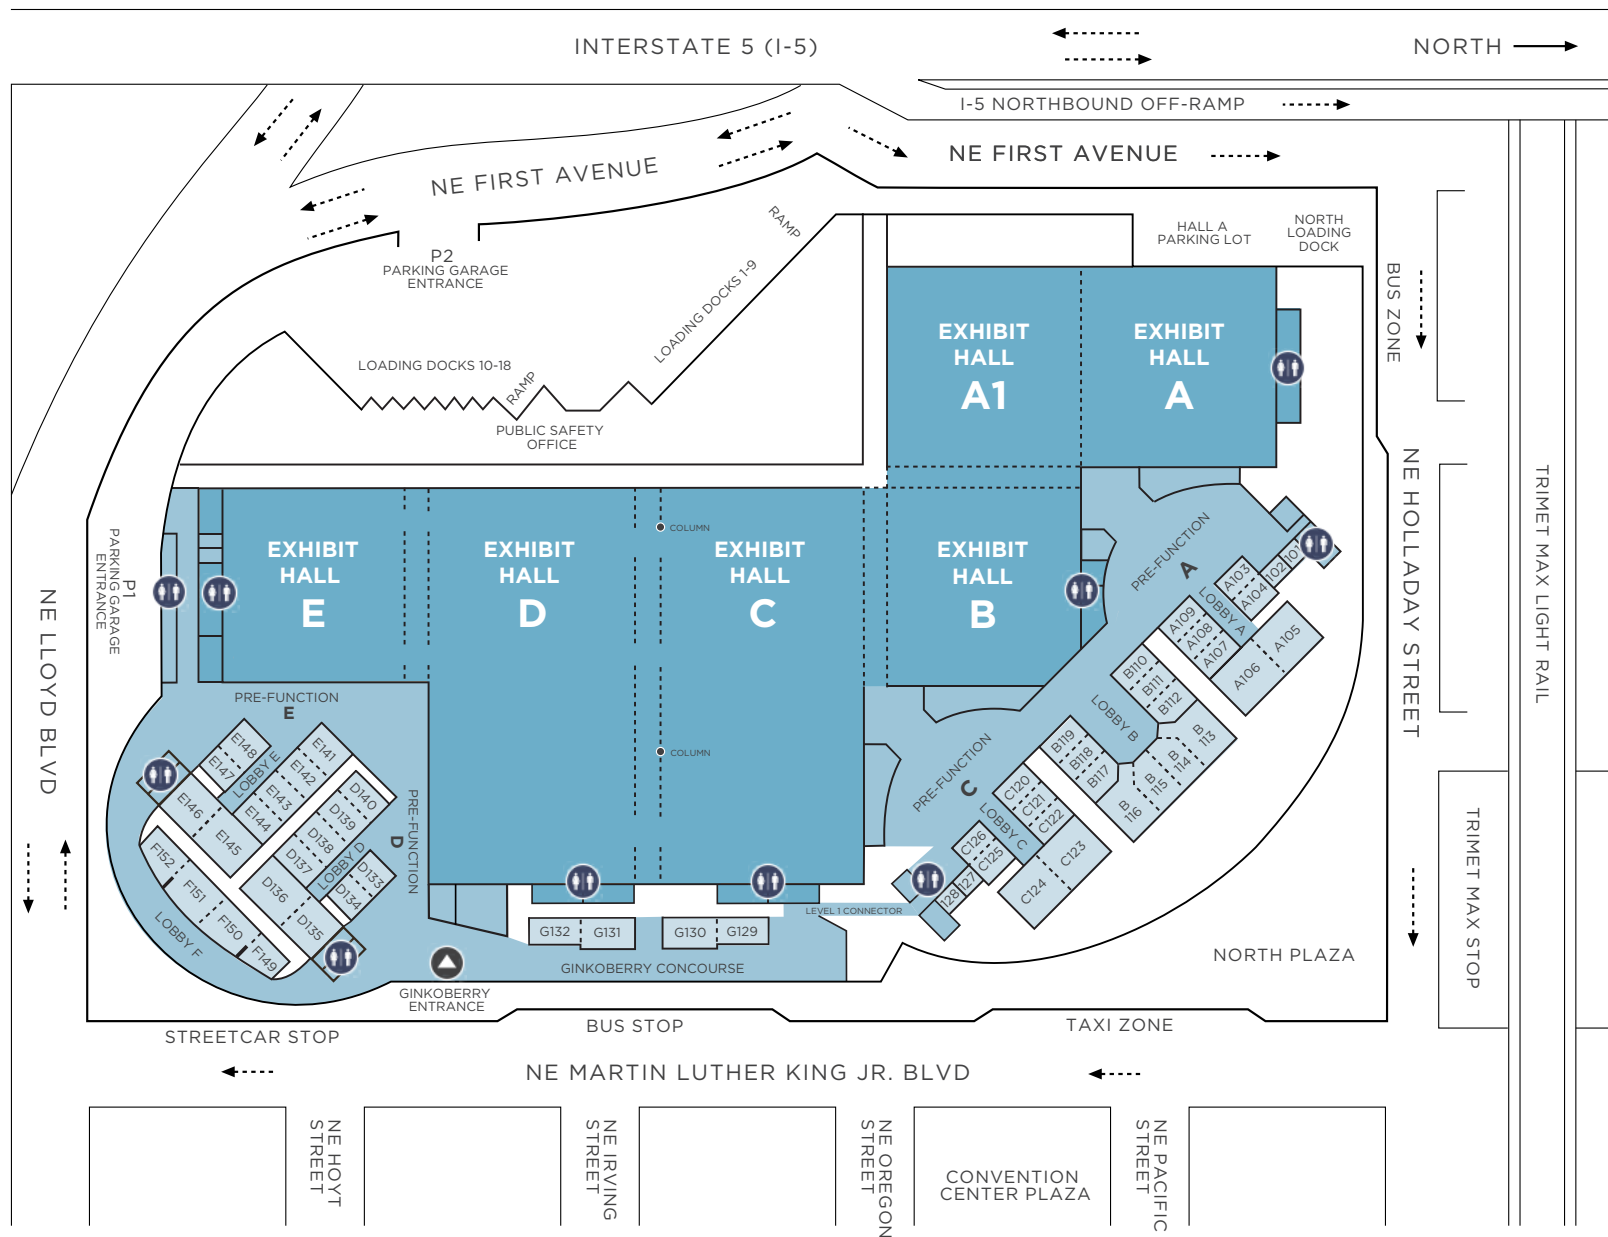 INTERSTATE 5 (I-5)
NORTH
I-5 NORTHBOUND OFF-RAMP
NE FIRST AVENUE
NE FIRST AVENUE
P2
PARKING GARAGE
ENTRANCE
RAMP
LOADING DOCKS 1-9
LOADING DOCKS 10-18
RAMP
PUBLIC SAFETY
OFFICE
HALL A
PARKING LOT
NORTH
LOADING
DOCK
BUS ZONE
EXHIBIT
HALL
A1
EXHIBIT
HALL
A
EXHIBIT
HALL
E
EXHIBIT
HALL
D
EXHIBIT
HALL
C
EXHIBIT
HALL
B
COLUMN
COLUMN
P1
PARKING GARAGE
ENTRANCE
NE LLOYD BLVD
NE HOLLADAY STREET
TRIMET MAX LIGHT RAIL
TRIMET MAX STOP
PRE-FUNCTION
A
101
102
A103
A104
LOBBY A
A105
A106
A107
A108
A109
B110
B111
B112
LOBBY B
B
113
B
114
B
115
B
116
B117
B118
B119
PRE-FUNCTION
C
C120
C121
C122
LOBBY C
C123
C124
C125
C126
127
128
LEVEL 1 CONNECTOR
PRE-FUNCTION
E
E148
E147
LOBBY E
E141
E142
E143
E144
E146
E145
PRE-FUNCTION
D
D140
D139
D138
D137
LOBBY D
D133
D134
D136
D135
F152
F151
F150
F149
LOBBY F
G132
G131
G130
G129
GINKOBERRY CONCOURSE
GINKOBERRY
ENTRANCE
NORTH PLAZA
STREETCAR STOP
BUS STOP
TAXI ZONE
NE MARTIN LUTHER KING JR. BLVD
NE HOYT
STREET
NE IRVING
STREET
NE OREGON
STREET
CONVENTION
CENTER PLAZA
NE PACIFIC
STREET